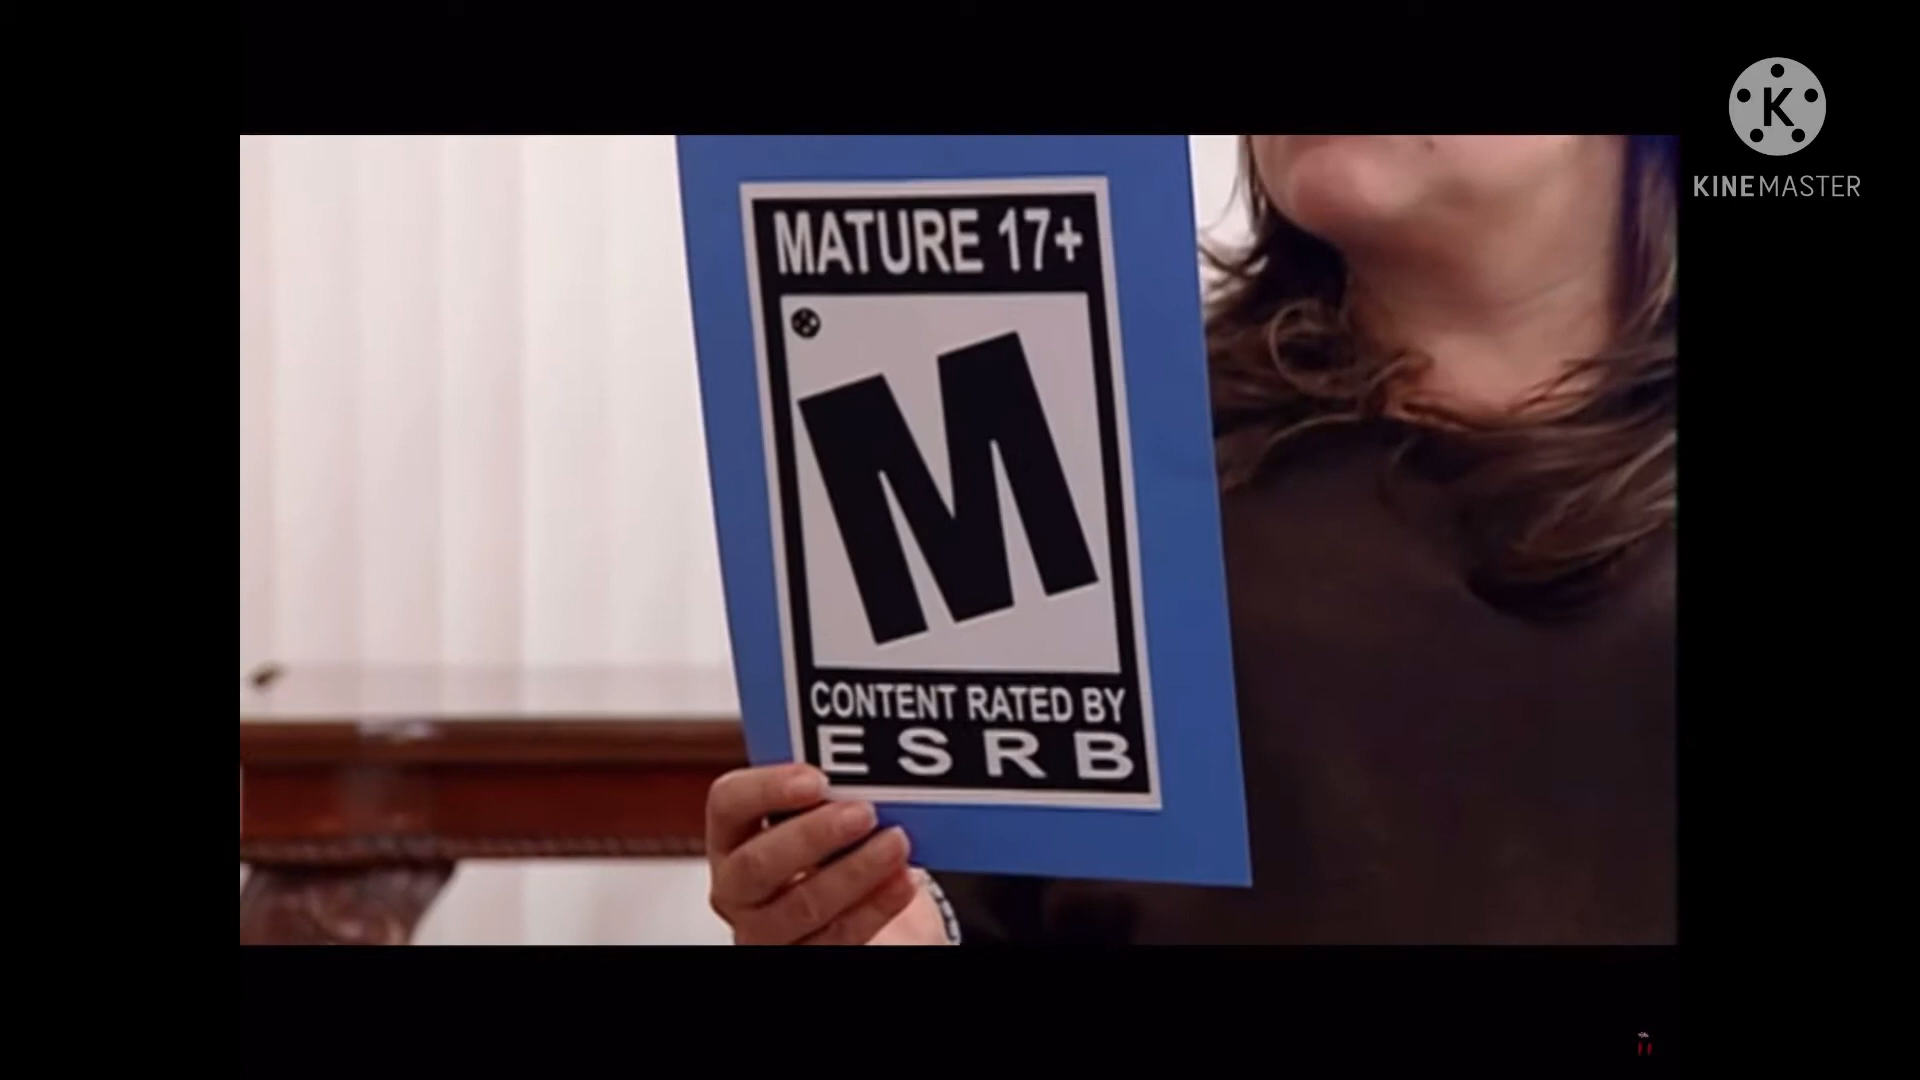 K
KINEMASTER
MATURE 17+
M
CONTENT RATED BY
ESRB